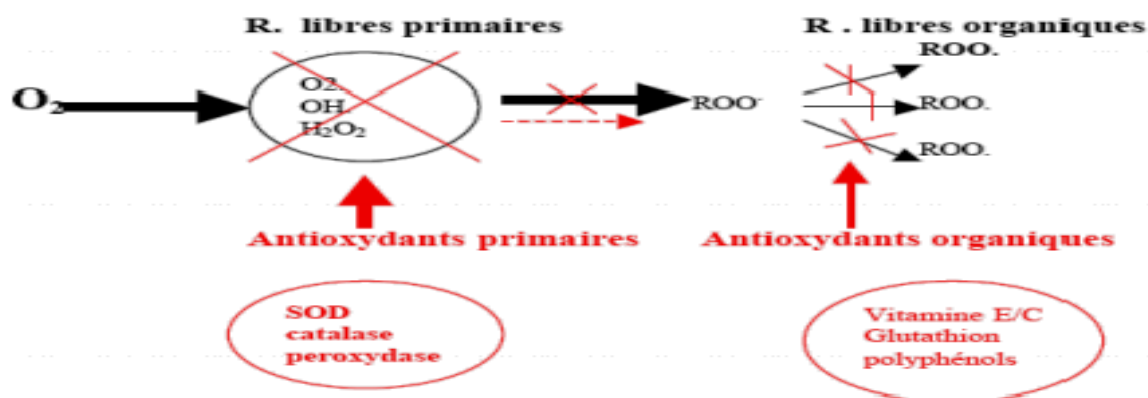 R. libres primaires
R . libres organiques
O₂
O2.
OH.
H₂O₂
ROO·
ROO.
ROO.
ROO.
Antioxydants primaires
Antioxydants organiques
SOD
catalase
peroxydase
Vitamine E/C
Glutathion
polyphénols